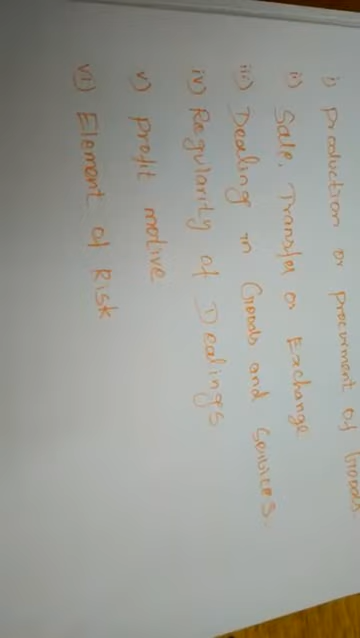 i) Production or Procurment of Goods
ii) Sale, Transfer or Exchange
iii) Dealing in Goods and Services.
iv) Regularity of Dealings
v) Profit motive
vi) Element of Risk